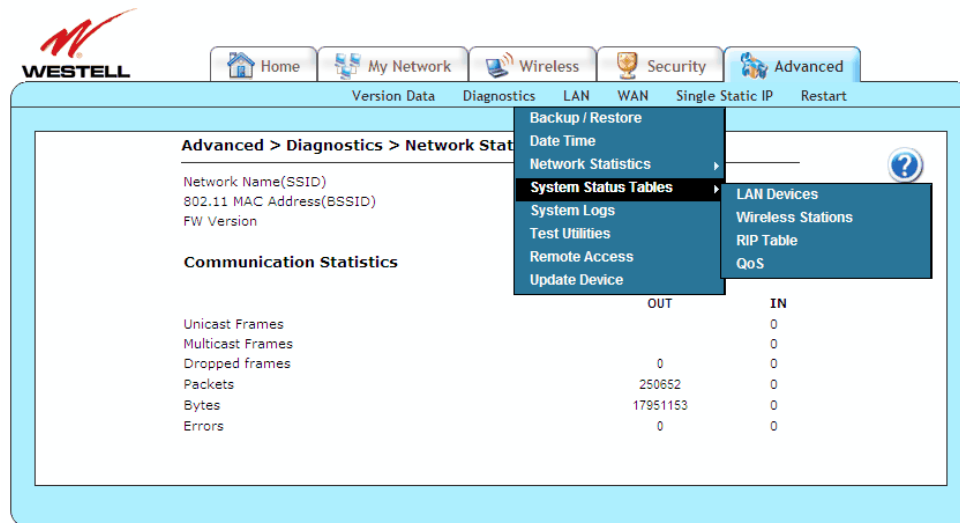 WESTELL
Home My Network Wireless Security Advanced
Version Data Diagnostics LAN WAN Single Static IP Restart
Advanced > Diagnostics > Network Stat
Backup / Restore
Date Time
Network Statistics
System Status Tables
System Logs
Test Utilities
Remote Access
Update Device
LAN Devices
Wireless Stations
RIP Table
QoS
?
Network Name(SSID)
802.11 MAC Address(BSSID)
FW Version
Communication Statistics
OUT IN
Unicast Frames 0
Multicast Frames 0
Dropped frames 0 0
Packets 250652 0
Bytes 17951153 0
Errors 0 0